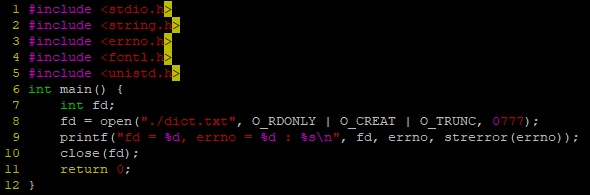 1 #include <stdio.h>
2 #include <string.h>
3 #include <errno.h>
4 #include <fcntl.h>
5 #include <unistd.h>
6 int main() {
7     int fd;
8     fd = open("./dict.txt", O_RDONLY | O_CREAT | O_TRUNC, 0777);
9     printf("fd = %d, errno = %d : %s\n", fd, errno, strerror(errno));
10     close(fd);
11     return 0;
12 }